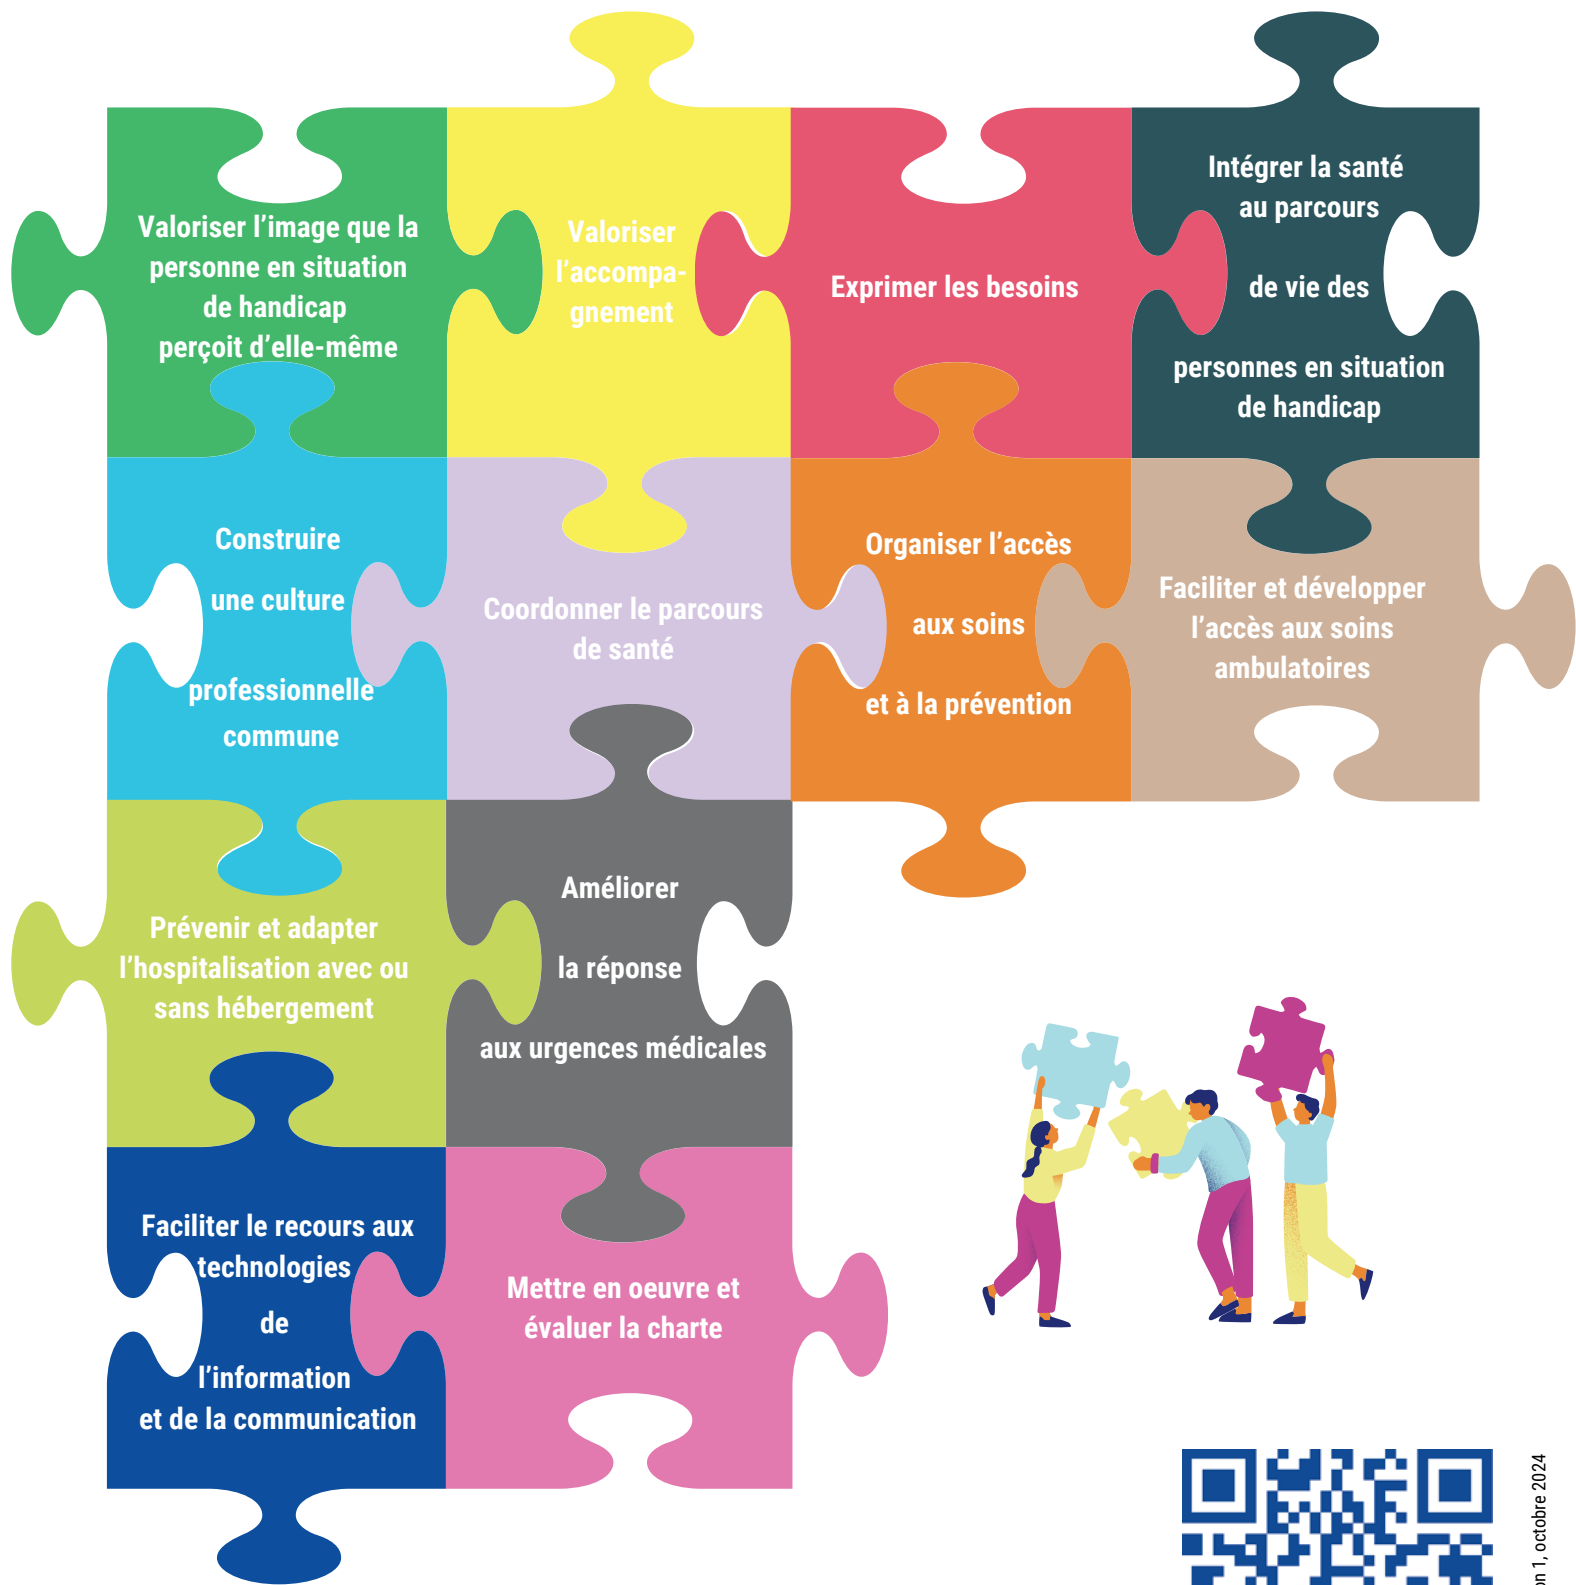 Valoriser l’image que la
personne en situation
de handicap
perçoit d’elle-même
Valoriser
l’accompa-
gnement
Exprimer les besoins
Intégrer la santé
au parcours
de vie des
personnes en situation
de handicap
Construire
une culture
professionnelle
commune
Coordonner le parcours
de santé
Organiser l’accès
aux soins
et à la prévention
Faciliter et développer
l’accès aux soins
ambulatoires
Prévenir et adapter
l’hospitalisation avec ou
sans hébergement
Améliorer
la réponse
aux urgences médicales
Faciliter le recours aux
technologies
de
l’information
et de la communication
Mettre en oeuvre et
évaluer la charte
1, octobre 2024